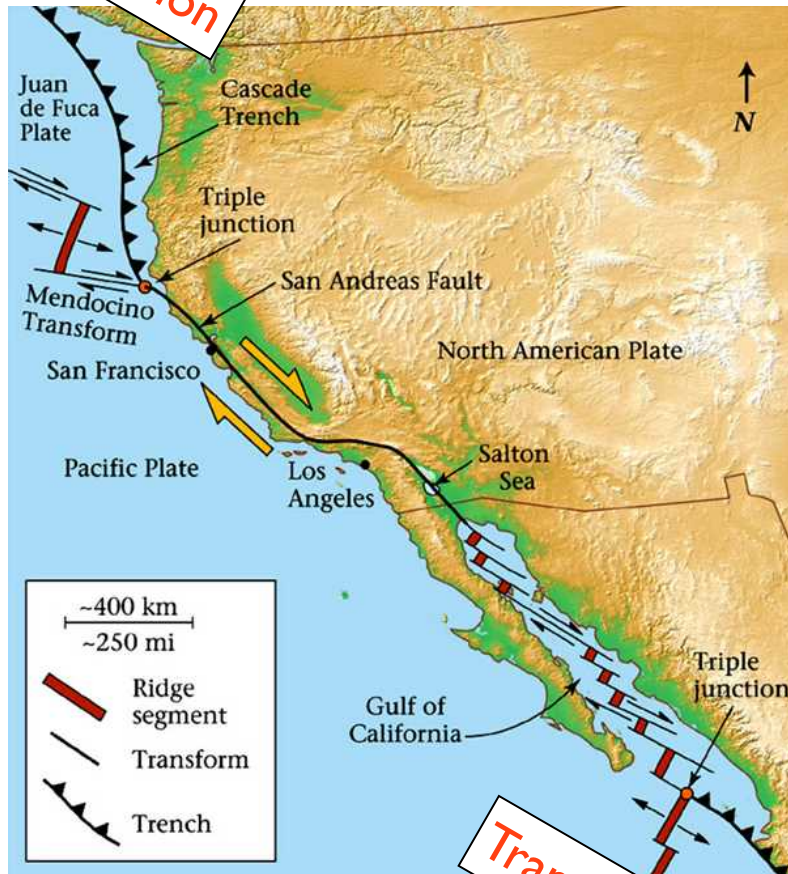 Juan
de Fuca
Plate
Cascade
Trench
N
Triple
junction
San Andreas Fault
Mendocino
Transform
San Francisco
North American Plate
Pacific Plate
Los
Angeles
Salton
Sea
~400 km
~250 mi
Ridge
segment
Transform
Trench
Gulf of
California
Triple
junction